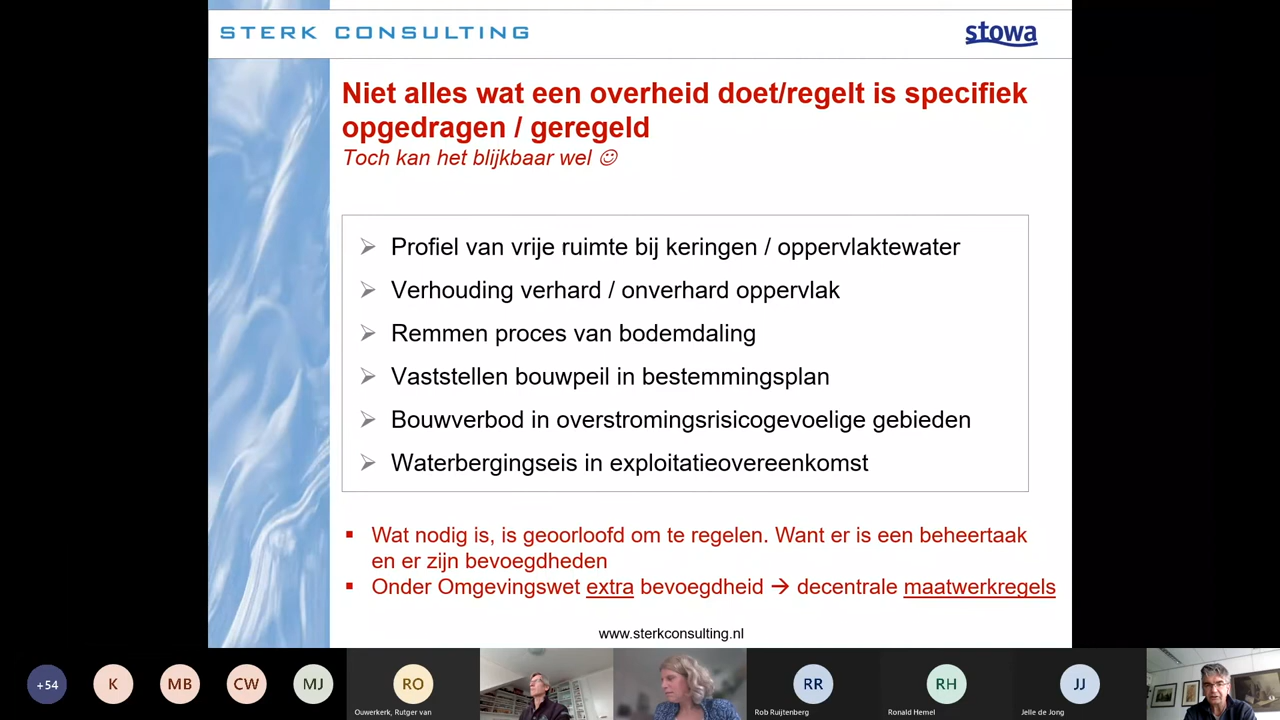 STERK CONSULTING
stowa
Niet alles wat een overheid doet/regelt is specifiek
opgedragen / geregeld
Toch kan het blijkbaar wel ☺
Profiel van vrije ruimte bij keringen / oppervlaktewater
Verhouding verhard / onverhard oppervlak
Remmen proces van bodemdaling
Vaststellen bouwpeil in bestemmingsplan
Bouwverbod in overstromingsrisicogevoelige gebieden
Waterbergingseis in exploitatieovereenkomst
Wat nodig is, is geoorloofd om te regelen. Want er is een beheertaak
en er zijn bevoegdheden
Onder Omgevingswet extra bevoegdheid → decentrale maatwerkregels
www.sterkconsulting.nl
+54
K
MB
CW
MJ
RO
Ouwerkerk, Rutger van
RR
Rob Ruijtenberg
RH
Ronald Hemel
JJ
Jelle de Jong